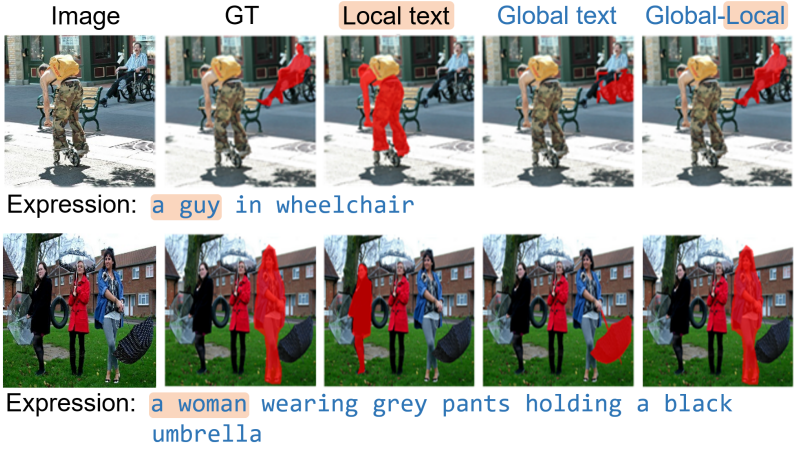 Image GT Local text Global text Global-Local
Expression: a guy in wheelchair
Expression: a woman wearing grey pants holding a black
umbrella